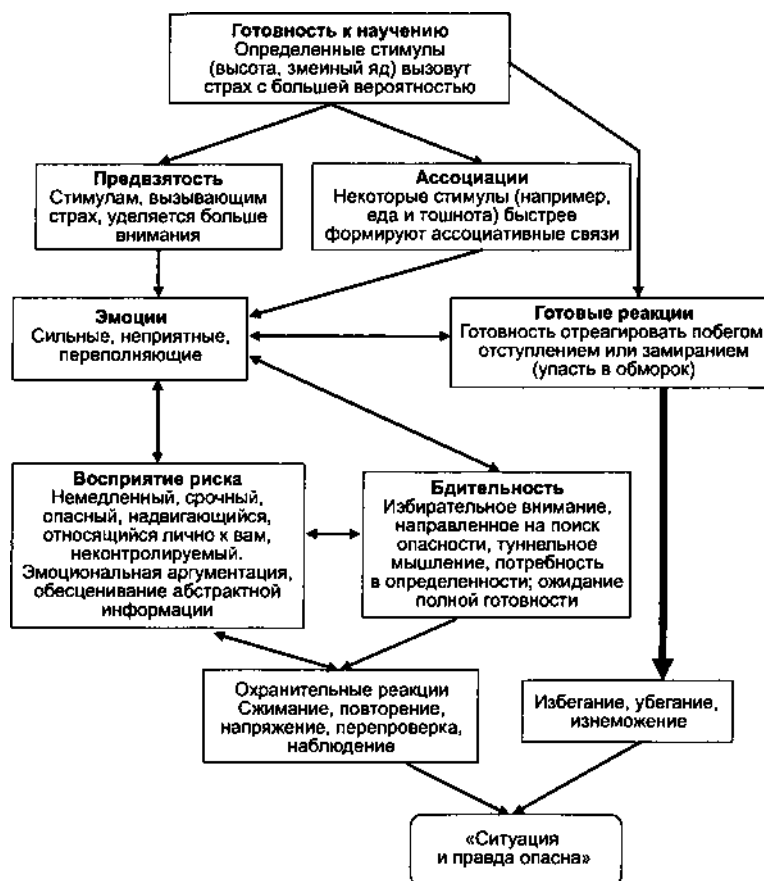 Готовность к научению
Определенные стимулы
(высота, змеиный яд) вызовут
страх с большей вероятностью
Предвзятость
Стимулам, вызывающим
страх, уделяется больше
внимания
Ассоциации
Некоторые стимулы (например,
еда и тошнота) быстрее
формируют ассоциативные связи
Эмоции
Сильные, неприятные,
переполняющие
Готовые реакции
Готовность отреагировать побегом
отступлением или замиранием
(упасть в обморок)
Восприятие риска
Немедленный, срочный,
опасный, надвигающийся,
относящийся лично к вам,
неконтролируемый.
Эмоциональная аргументация,
обесценивание абстрактной
информации
Бдительность
Избирательное внимание,
направленное на поиск
опасности, туннельное
мышление, потребность
в определенности; ожидание
полной готовности
Охранительные реакции
Сжимание, повторение,
напряжение, перепроверка,
наблюдение
Избегание, убегание,
изнеможение
«Ситуация
и правда опасна»